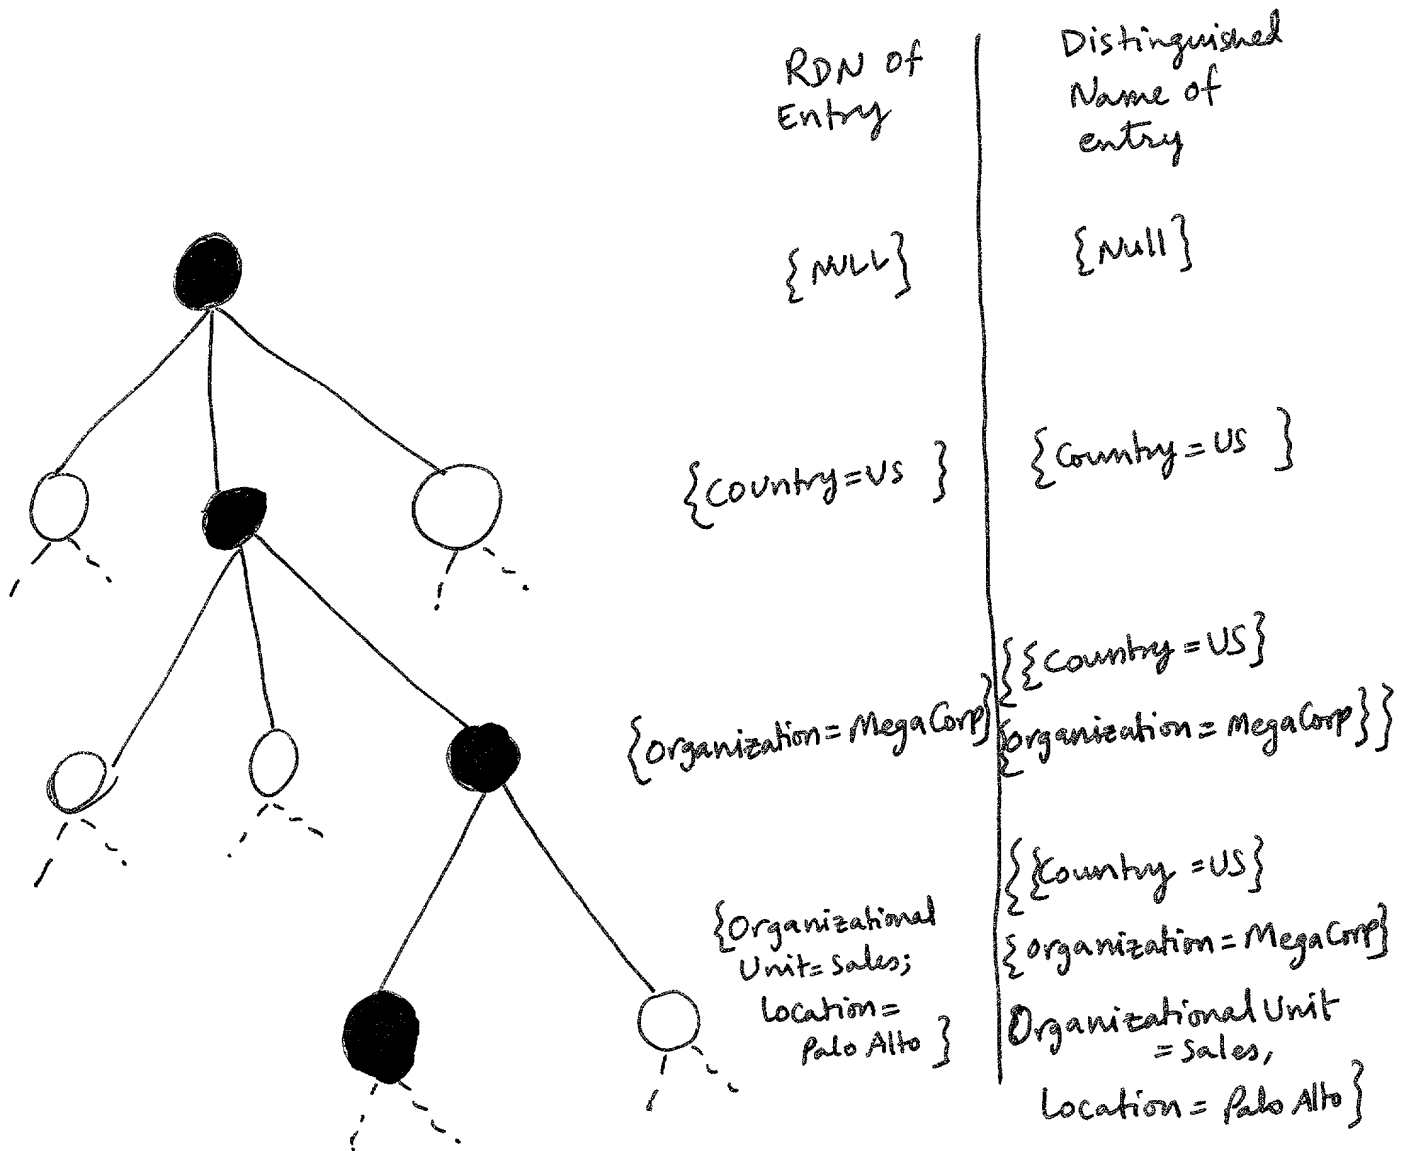 RDN of
Entry
Distinguished
Name of
entry
{NULL}
{Null}
{Country=US }
{Country=US }
{Organization=MegaCorp}
{{Country=US}
{Organization=MegaCorp}}
{Organizational
Unit=Sales;
Location=
Palo Alto }
{{Country =US}
{Organization=MegaCorp}
Organizational Unit
=Sales,
Location= Palo Alto}